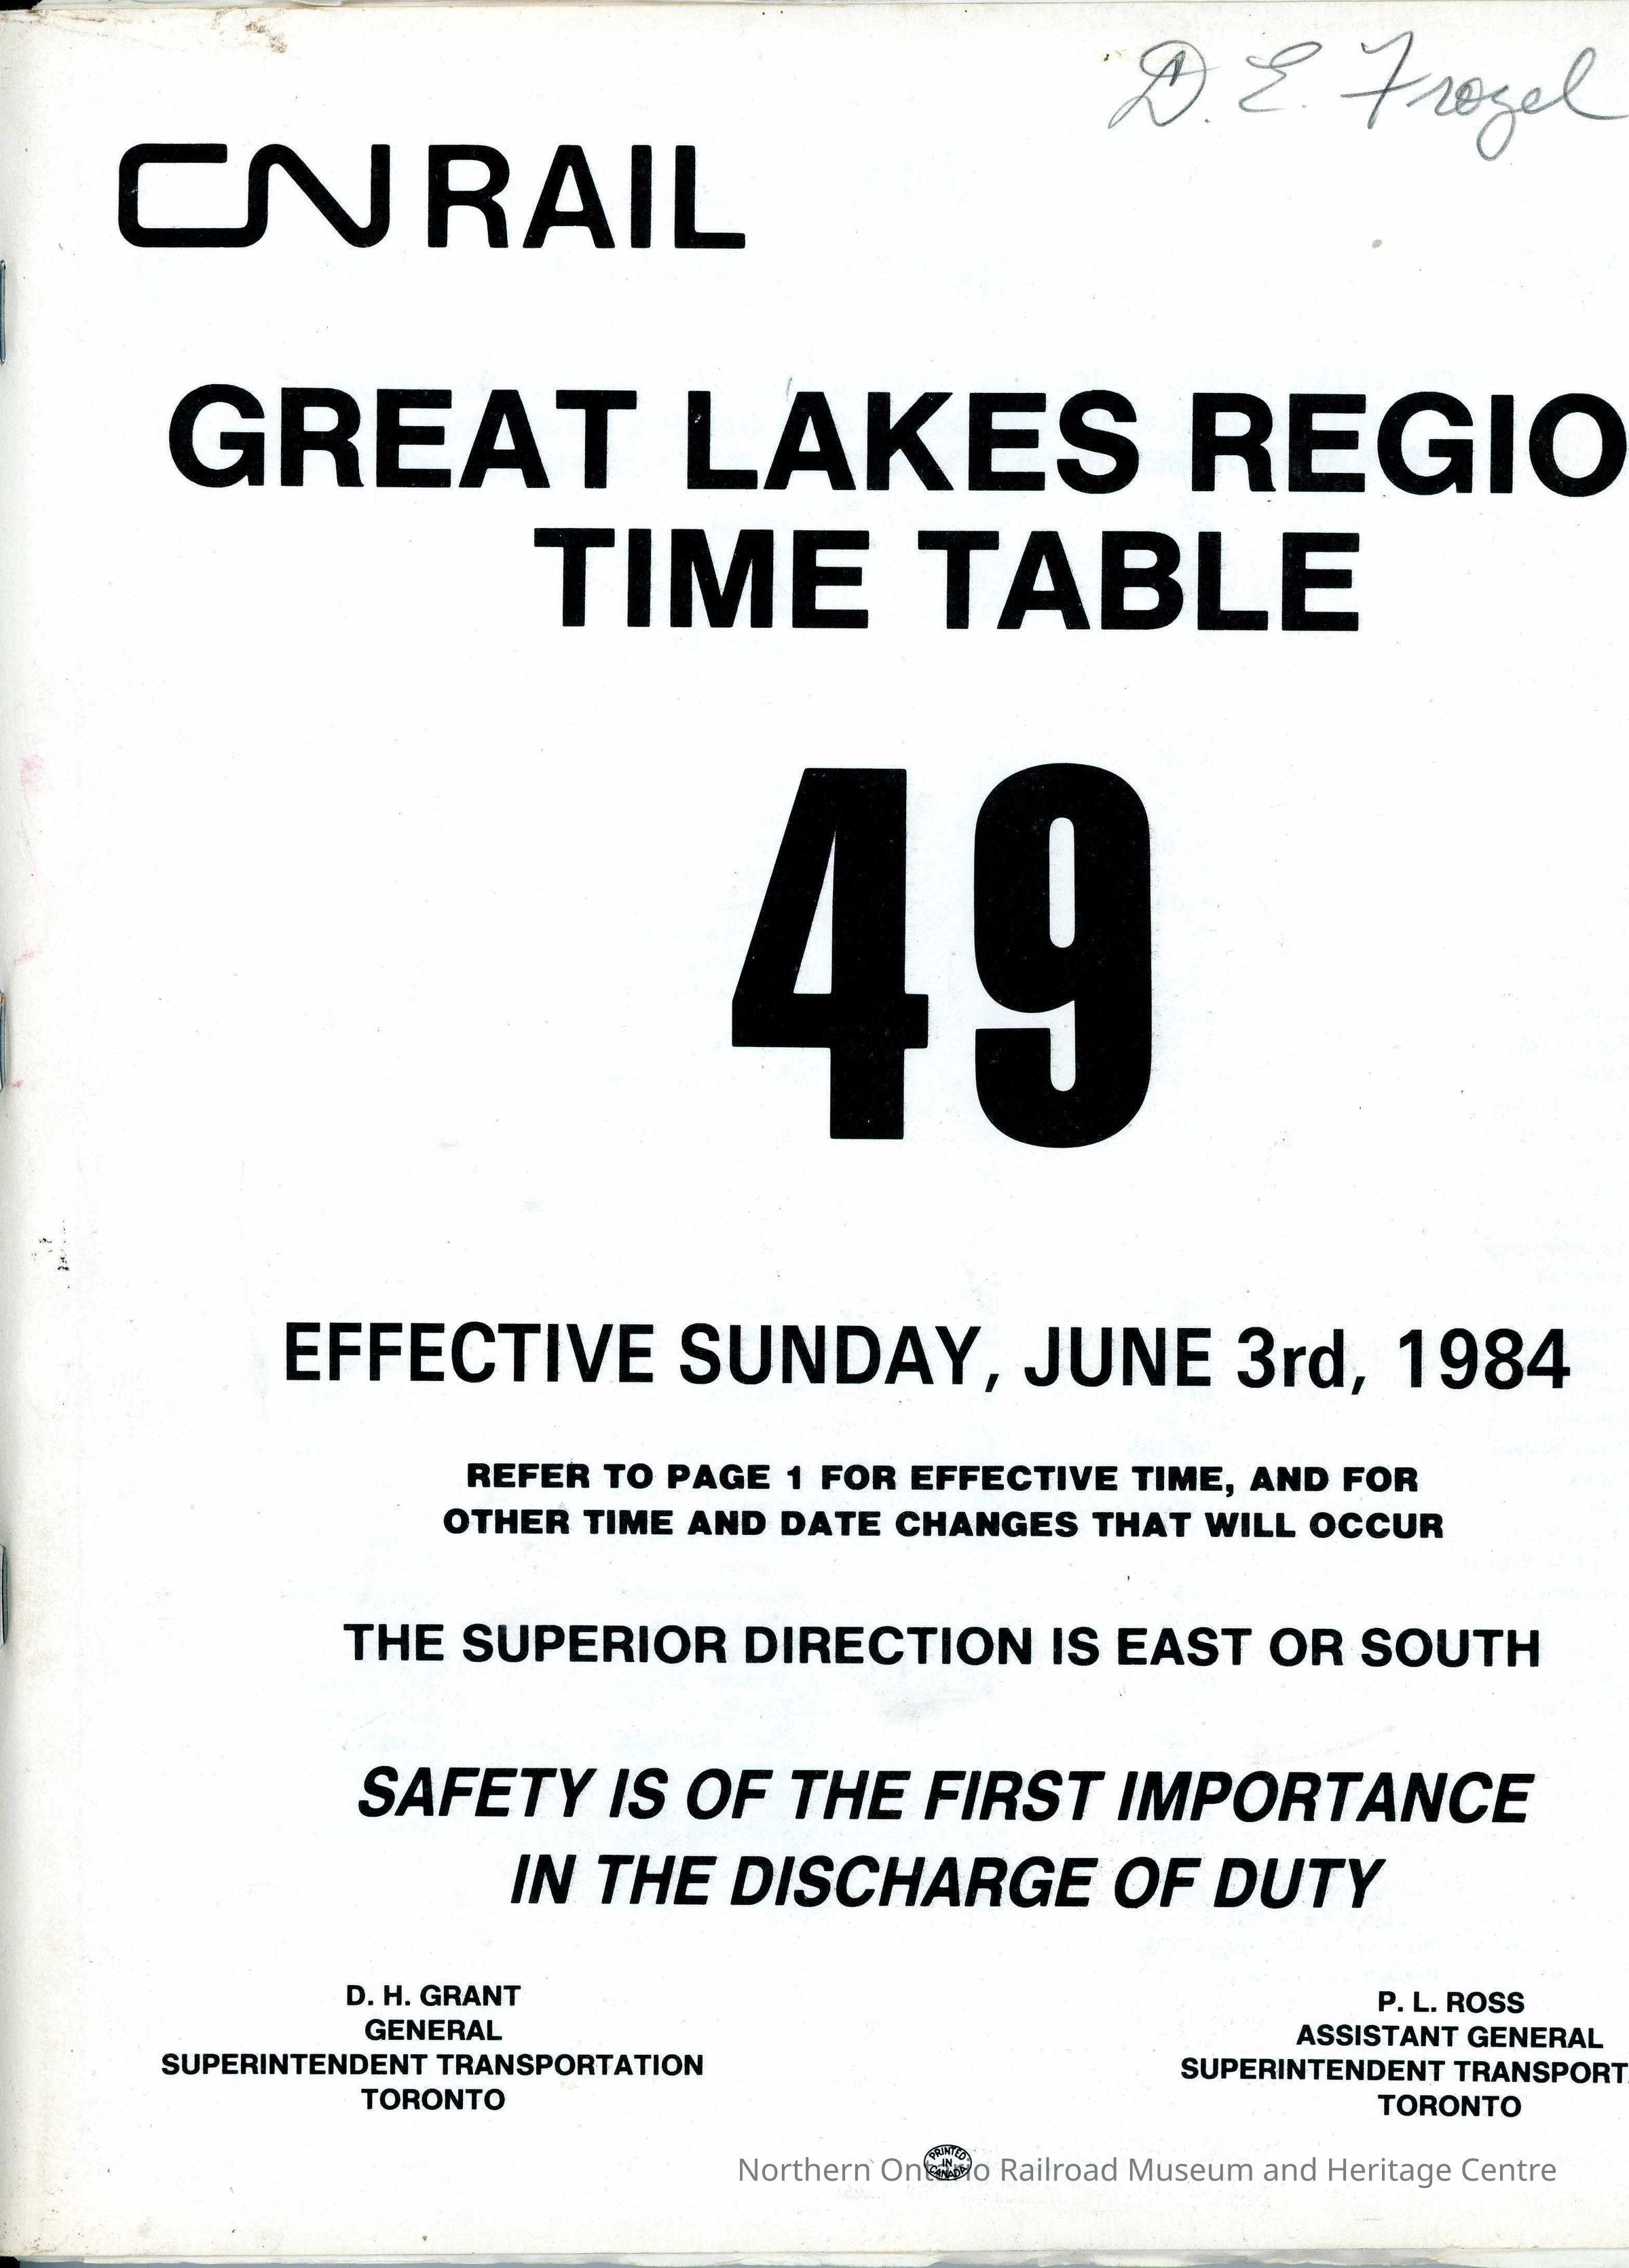 D. E. Frogel
CN RAIL
GREAT LAKES REGIO
TIME TABLE
49
EFFECTIVE SUNDAY, JUNE 3rd, 1984
REFER TO PAGE 1 FOR EFFECTIVE TIME, AND FOR
OTHER TIME AND DATE CHANGES THAT WILL OCCUR
THE SUPERIOR DIRECTION IS EAST OR SOUTH
SAFETY IS OF THE FIRST IMPORTANCE
IN THE DISCHARGE OF DUTY
D. H. GRANT
GENERAL
SUPERINTENDENT TRANSPORTATION
TORONTO
P. L. ROSS
ASSISTANT GENERAL
SUPERINTENDENT TRANSPORT
TORONTO
PRINTED
IN
CANADA
Northern Ontario Railroad Museum and Heritage Centre